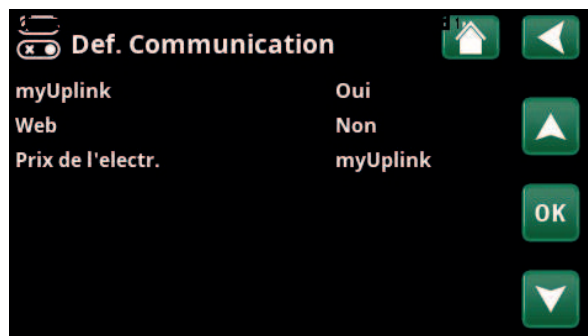 Def. Communication
myUplink Oui
Web Non
Prix de l'electr. myUplink
OK